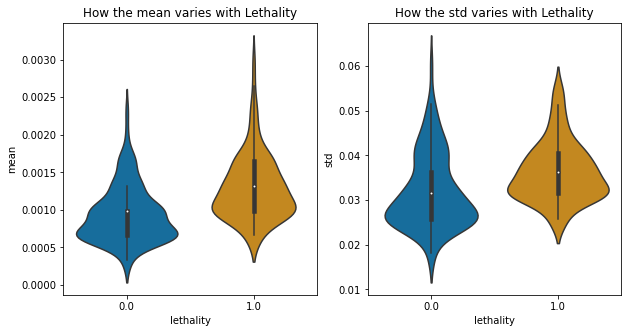 How the mean varies with Lethality
0.0030
0.0025
0.0020
0.0015
0.0010
0.0005
0.0000
mean
0.0
1.0
lethality
How the std varies with Lethality
0.06
0.05
0.04
0.03
0.02
0.01
std
0.0
1.0
lethality